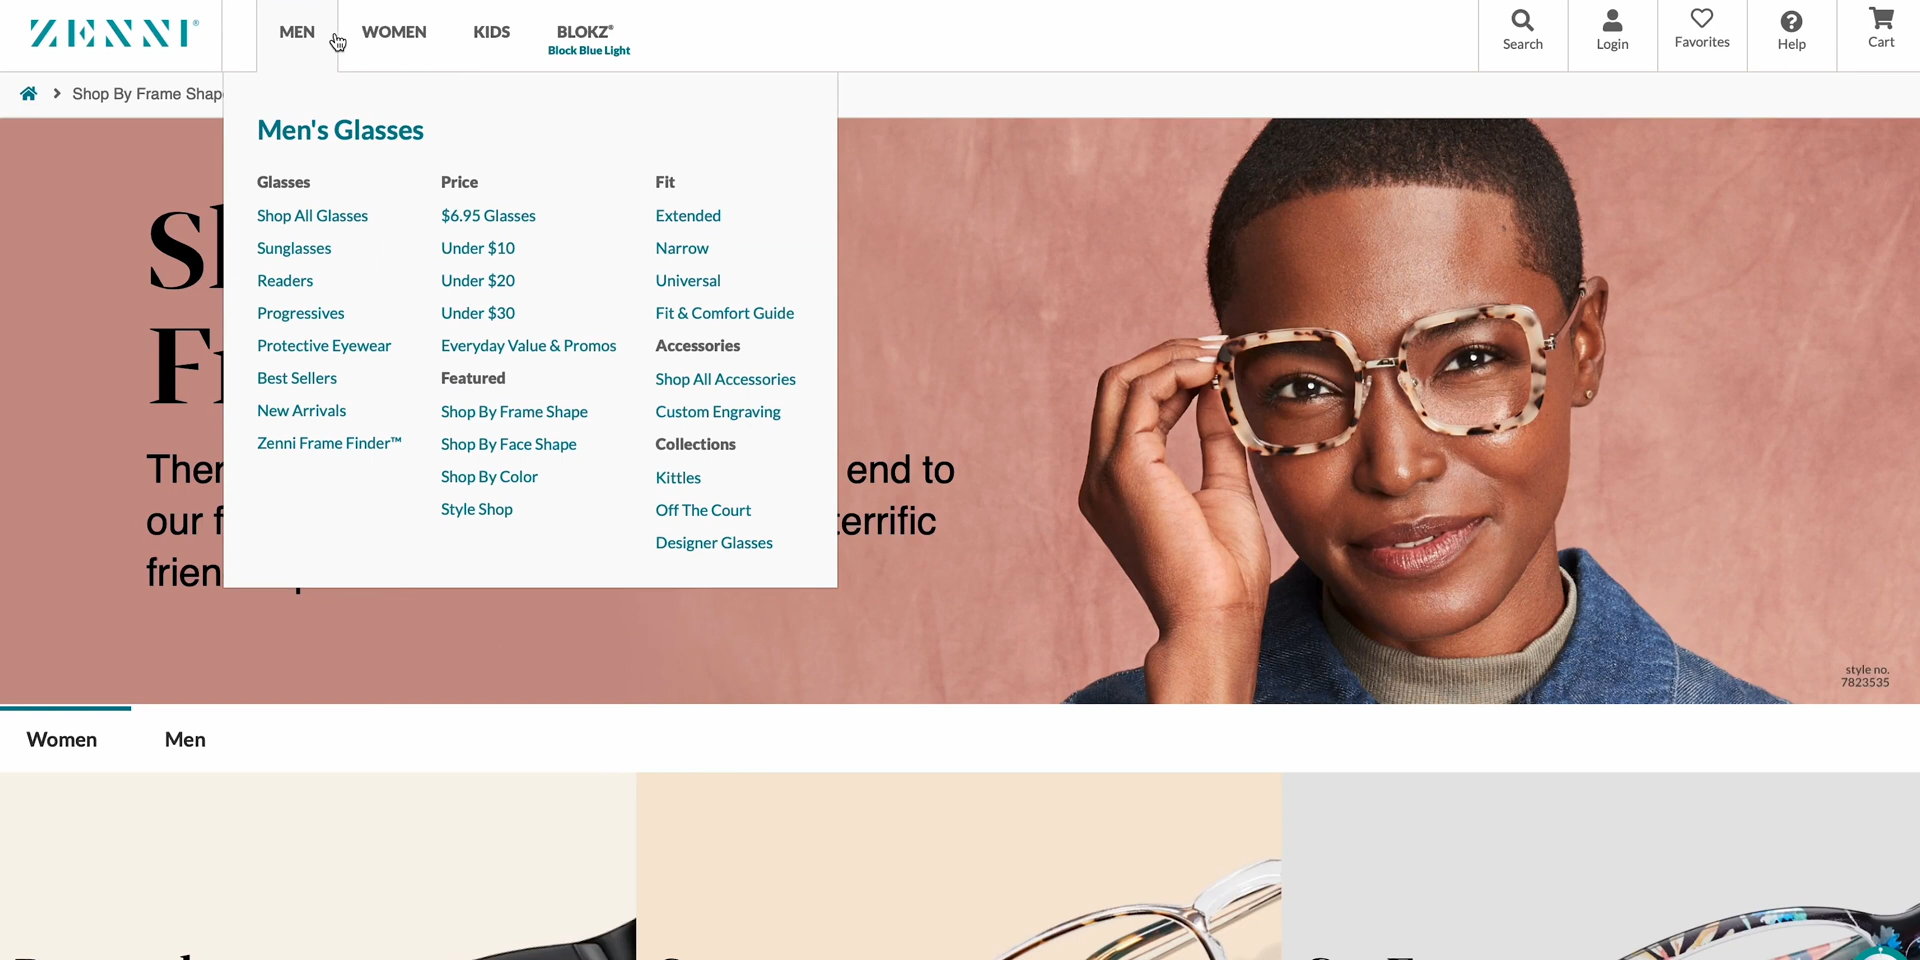 ZENNI®
MEN
WOMEN
KIDS
BLOKZ®
Block Blue Light
Search
Login
Favorites
Help
Cart
Shop By Frame Shap
Men's Glasses
Glasses
Shop All Glasses
Sunglasses
Readers
Progressives
Protective Eyewear
Best Sellers
New Arrivals
Zenni Frame Finder™
Price
$6.95 Glasses
Under $10
Under $20
Under $30
Everyday Value & Promos
Featured
Shop By Frame Shape
Shop By Face Shape
Shop By Color
Style Shop
Fit
Extended
Narrow
Universal
Fit & Comfort Guide
Accessories
Shop All Accessories
Custom Engraving
Collections
Kittles
Off The Court
Designer Glasses
Ther end to
our f terrific
frien
style no.
7823535
Women
Men